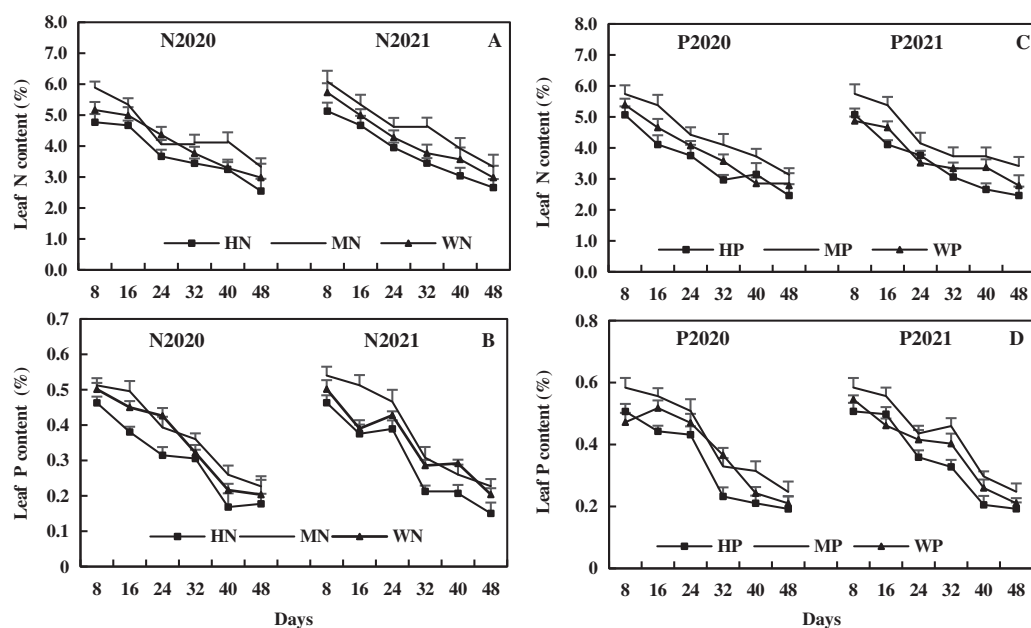 N2020 N2021 A
Leaf N content (%)
8.0
7.0
6.0
5.0
4.0
3.0
2.0
1.0
0.0
HN MN WN
8 16 24 32 40 48 8 16 24 32 40 48
P2020 P2021 C
Leaf N content (%)
8.0
7.0
6.0
5.0
4.0
3.0
2.0
1.0
0.0
HP MP WP
8 16 24 32 40 48 8 16 24 32 40 48
N2020 N2021 B
Leaf P content (%)
0.7
0.6
0.5
0.4
0.3
0.2
0.1
0
HN MN WN
8 16 24 32 40 48 8 16 24 32 40 48
Days
P2020 P2021 D
Leaf P content (%)
0.8
0.6
0.4
0.2
0
HP MP WP
8 16 24 32 40 48 8 16 24 32 40 48
Days